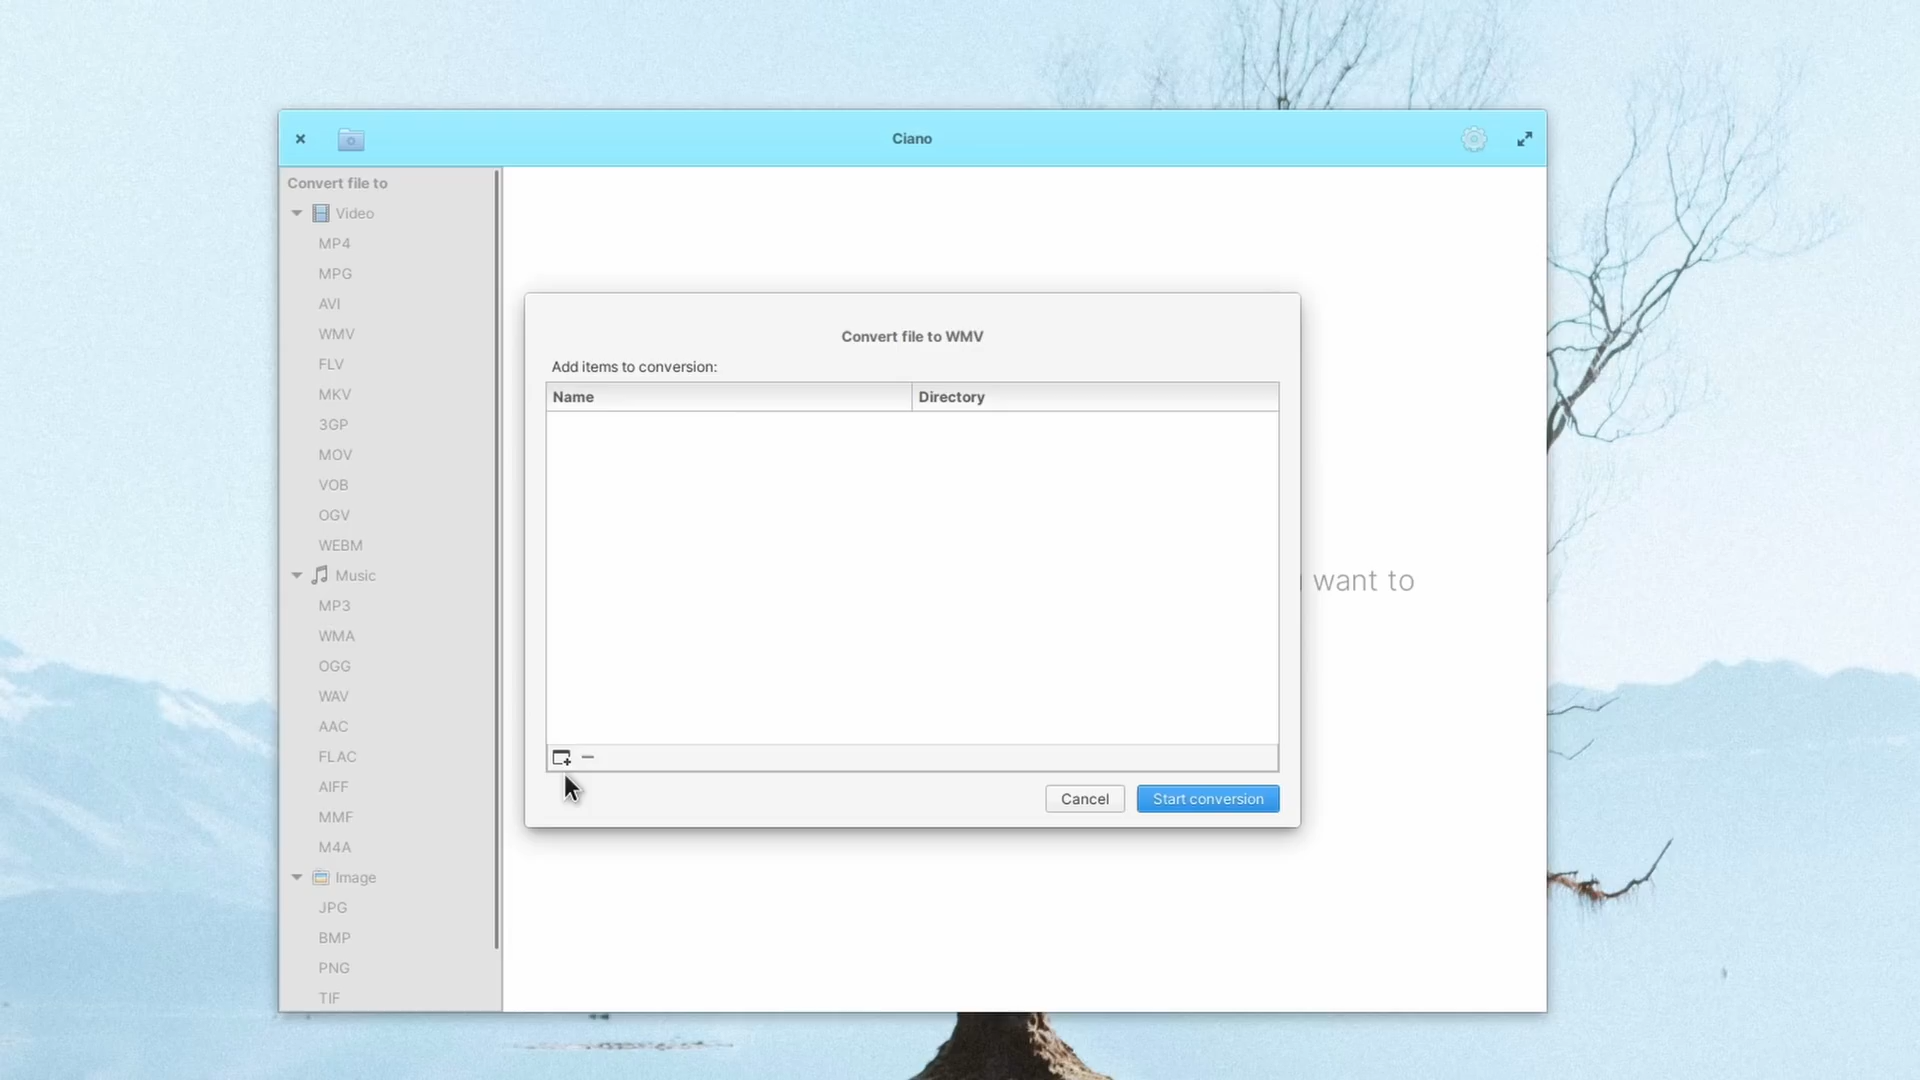 Ciano
Convert file to
Video
MP4
MPG
AVI
WMV
FLV
MKV
3GP
MOV
VOB
OGV
WEBM
Music
MP3
WMA
OGG
WAV
AAC
FLAC
AIFF
MMF
M4A
Image
JPG
BMP
PNG
TIF
Convert file to WMV
Add items to conversion:
Name Directory
want to
Cancel Start conversion